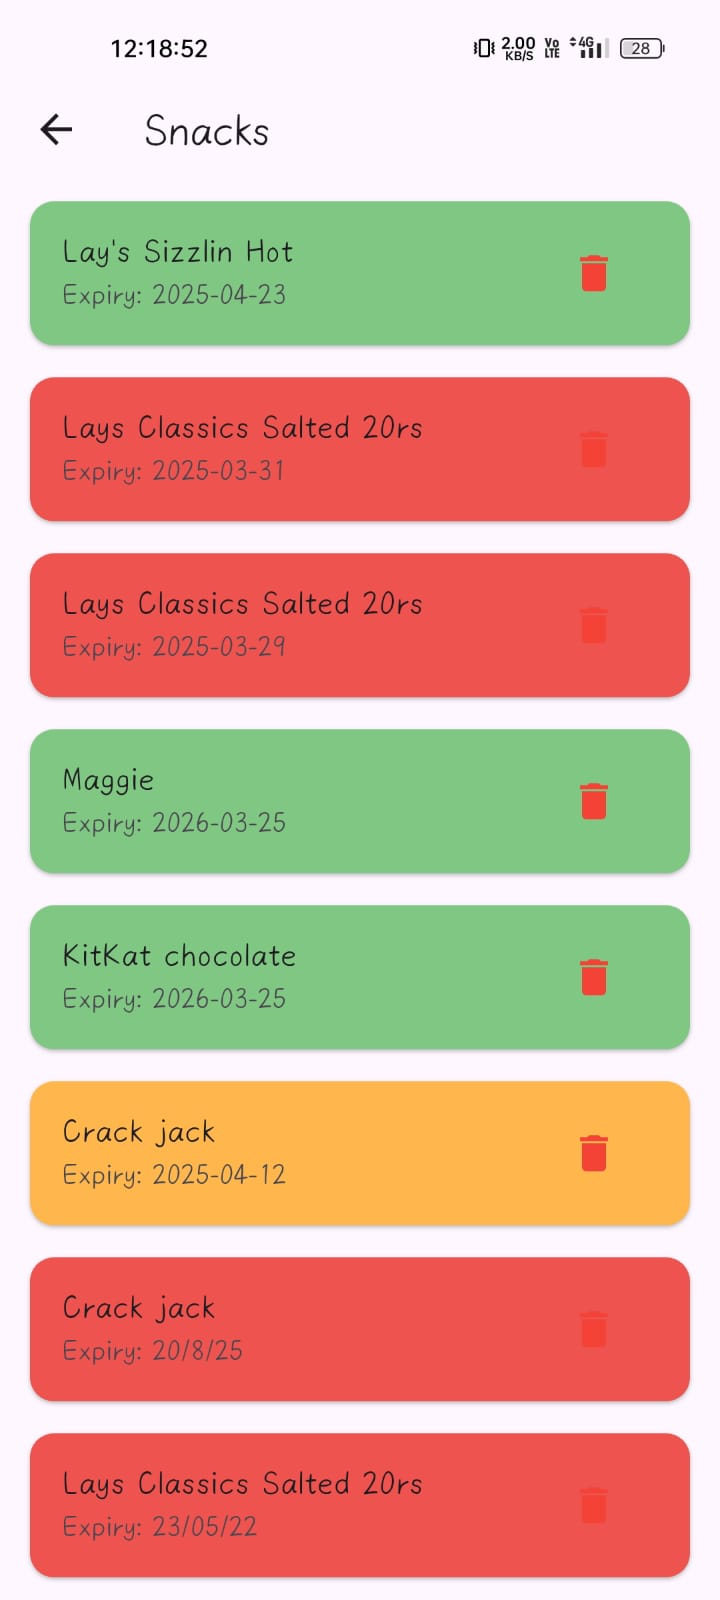 12:18:52
2.00 KB/S Vo LTE 4G 28
Snacks
Lay's Sizzlin Hot
Expiry: 2025-04-23
Lays Classics Salted 20rs
Expiry: 2025-03-31
Lays Classics Salted 20rs
Expiry: 2025-03-29
Maggie
Expiry: 2026-03-25
KitKat chocolate
Expiry: 2026-03-25
Crack jack
Expiry: 2025-04-12
Crack jack
Expiry: 20/8/25
Lays Classics Salted 20rs
Expiry: 23/05/22